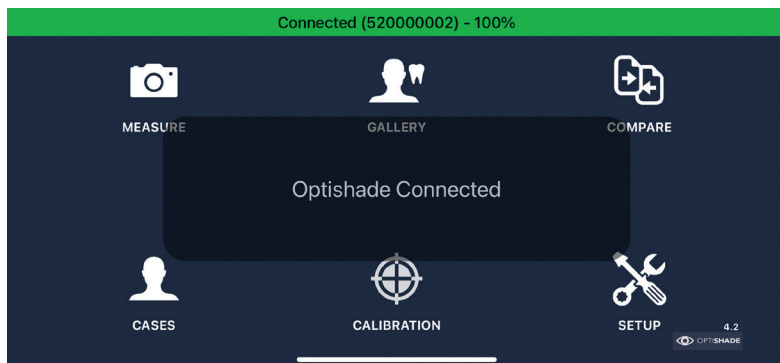 Connected (520000002) - 100%
MEASURE GALLERY COMPARE
Optishade Connected
CASES CALIBRATION SETUP 4.2
OPTISHADE